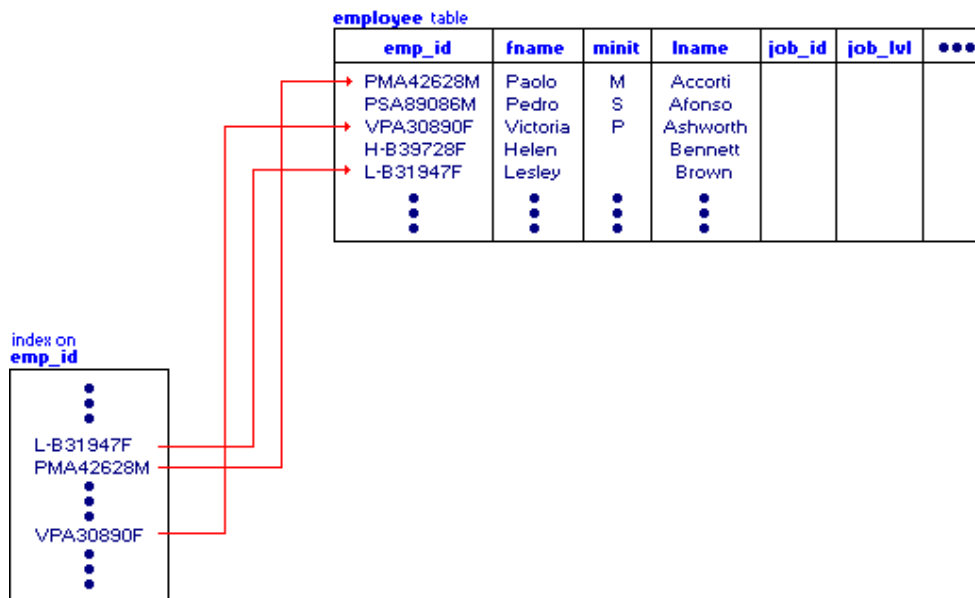 employee table
emp_id fname minit lname job_id job_lvl
PMA42628M Paolo M Accorti
PSA89086M Pedro S Afonso
VPA30890F Victoria P Ashworth
H-B39728F Helen Bennett
L-B31947F Lesley Brown
index on
emp_id
L-B31947F
PMA42628M
VPA30890F